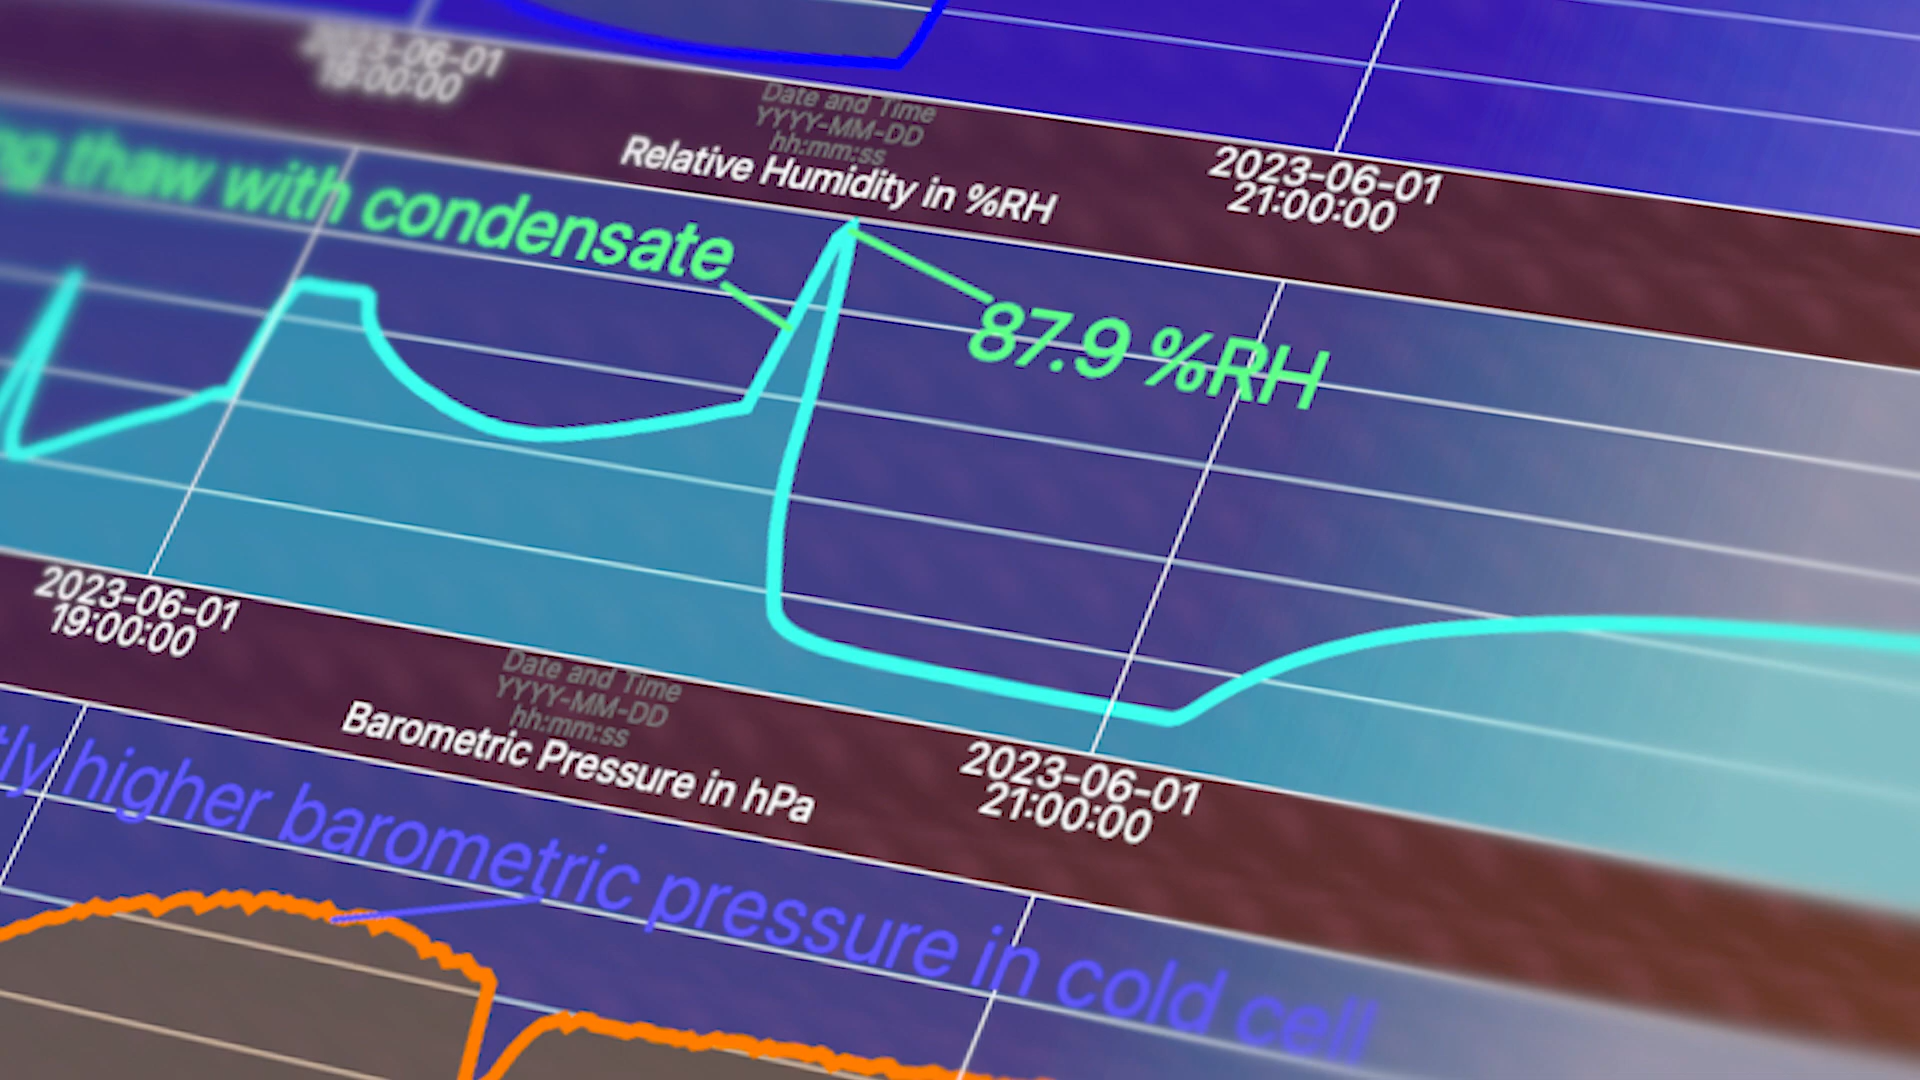 2023-06-01
19:00:00
Date and Time
YYYY-MM-DD
hh:mm:ss
2023-06-01
21:00:00
Relative Humidity in %RH
thaw with condensate
87.9 %RH
2023-06-01
19:00:00
Date and Time
YYYY-MM-DD
hh:mm:ss
2023-06-01
21:00:00
Barometric Pressure in hPa
higher barometric pressure in cold cell